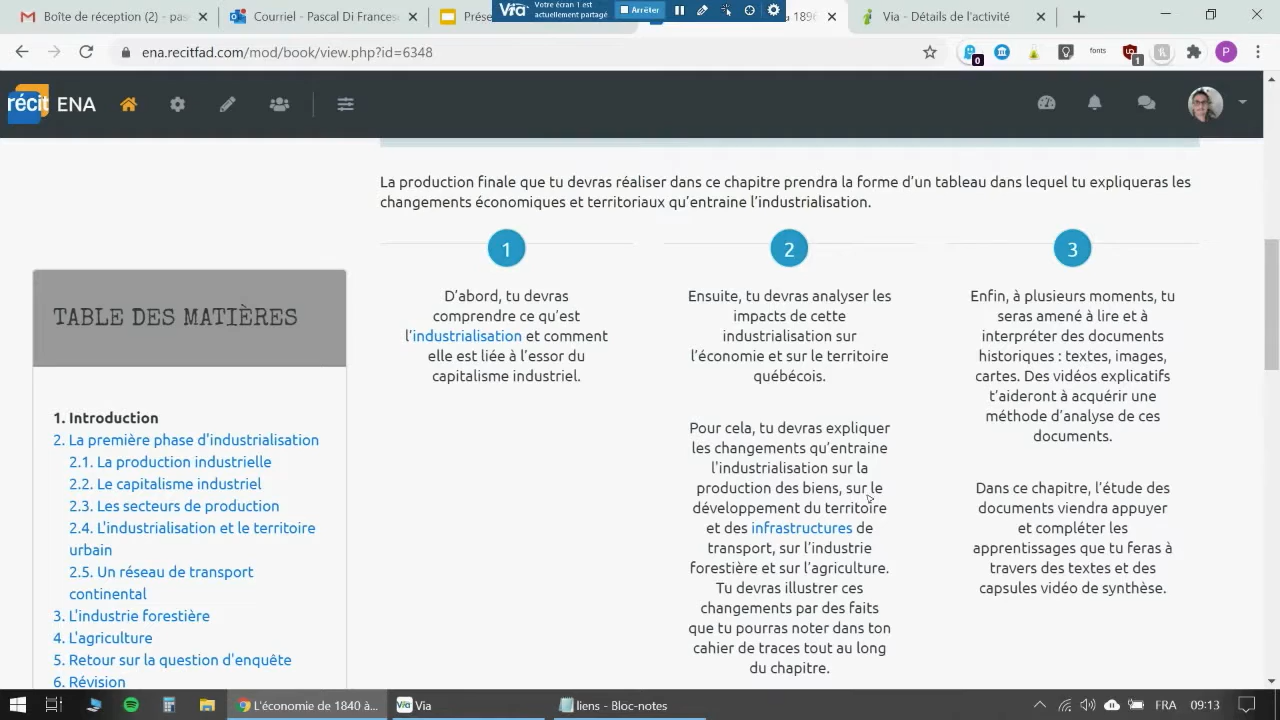 Boîte de réception
Courriel - Pascal Di Frances
Prése
Via
Votre écran 1 est
actuellement partagé
Arrêter
1896
Via - Détails de l'activité
ena.recitfad.com/mod/book/view.php?id=6348
fonts
0
1
P
récit ENA
La production finale que tu devras réaliser dans ce chapitre prendra la forme d'un tableau dans lequel tu expliqueras les
changements économiques et territoriaux qu'entraine l'industrialisation.
1
D'abord, tu devras
comprendre ce qu'est
l'industrialisation et comment
elle est liée à l'essor du
capitalisme industriel.
2
Ensuite, tu devras analyser les
impacts de cette
industrialisation sur
l'économie et sur le territoire
québécois.
Pour cela, tu devras expliquer
les changements qu'entraine
l'industrialisation sur la
production des biens, sur le
développement du territoire
et des infrastructures de
transport, sur l'industrie
forestière et sur l'agriculture.
Tu devras illustrer ces
changements par des faits
que tu pourras noter dans ton
cahier de traces tout au long
du chapitre.
3
Enfin, à plusieurs moments, tu
seras amené à lire et à
interpréter des documents
historiques : textes, images,
cartes. Des vidéos explicatifs
t'aideront à acquérir une
méthode d'analyse de ces
documents.
Dans ce chapitre, l'étude des
documents viendra appuyer
et compléter les
apprentissages que tu feras à
travers des textes et des
capsules vidéo de synthèse.
TABLE DES MATIÈRES
1. Introduction
2. La première phase d'industrialisation
2.1. La production industrielle
2.2. Le capitalisme industriel
2.3. Les secteurs de production
2.4. L'industrialisation et le territoire
urbain
2.5. Un réseau de transport
continental
3. L'industrie forestière
4. L'agriculture
5. Retour sur la question d'enquête
6. Révision
L'économie de 1840 à...
Via
liens - Bloc-notes
FRA
09:13